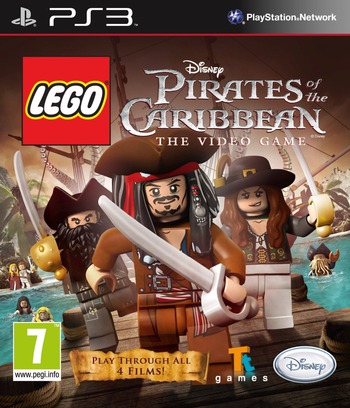 PS3
PlayStation®Network
LEGO
Disney
PIRATES of
the
CARIBBEAN
© Disney
THE VIDEO GAME
7
www.pegi.info
PLAY THROUGH ALL
4 FILMS!
Tt
games
Disney